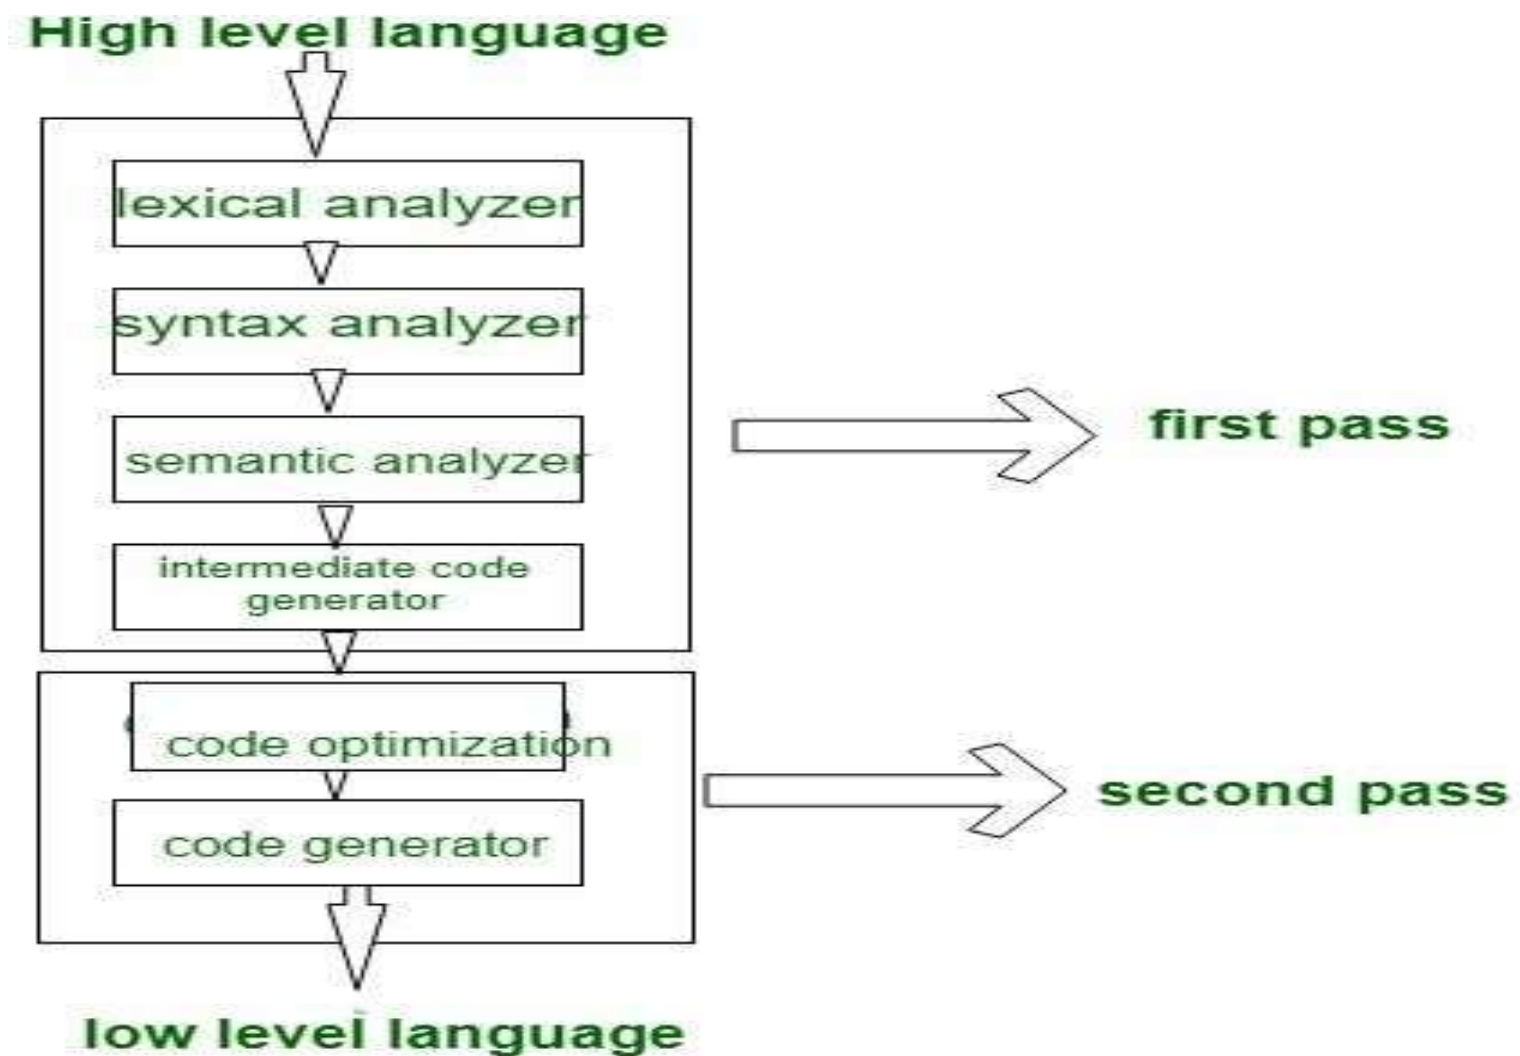 High level language
lexical analyzer
syntax analyzer
semantic analyzer
first pass
intermediate code
generator
code optimization
second pass
code generator
low level language